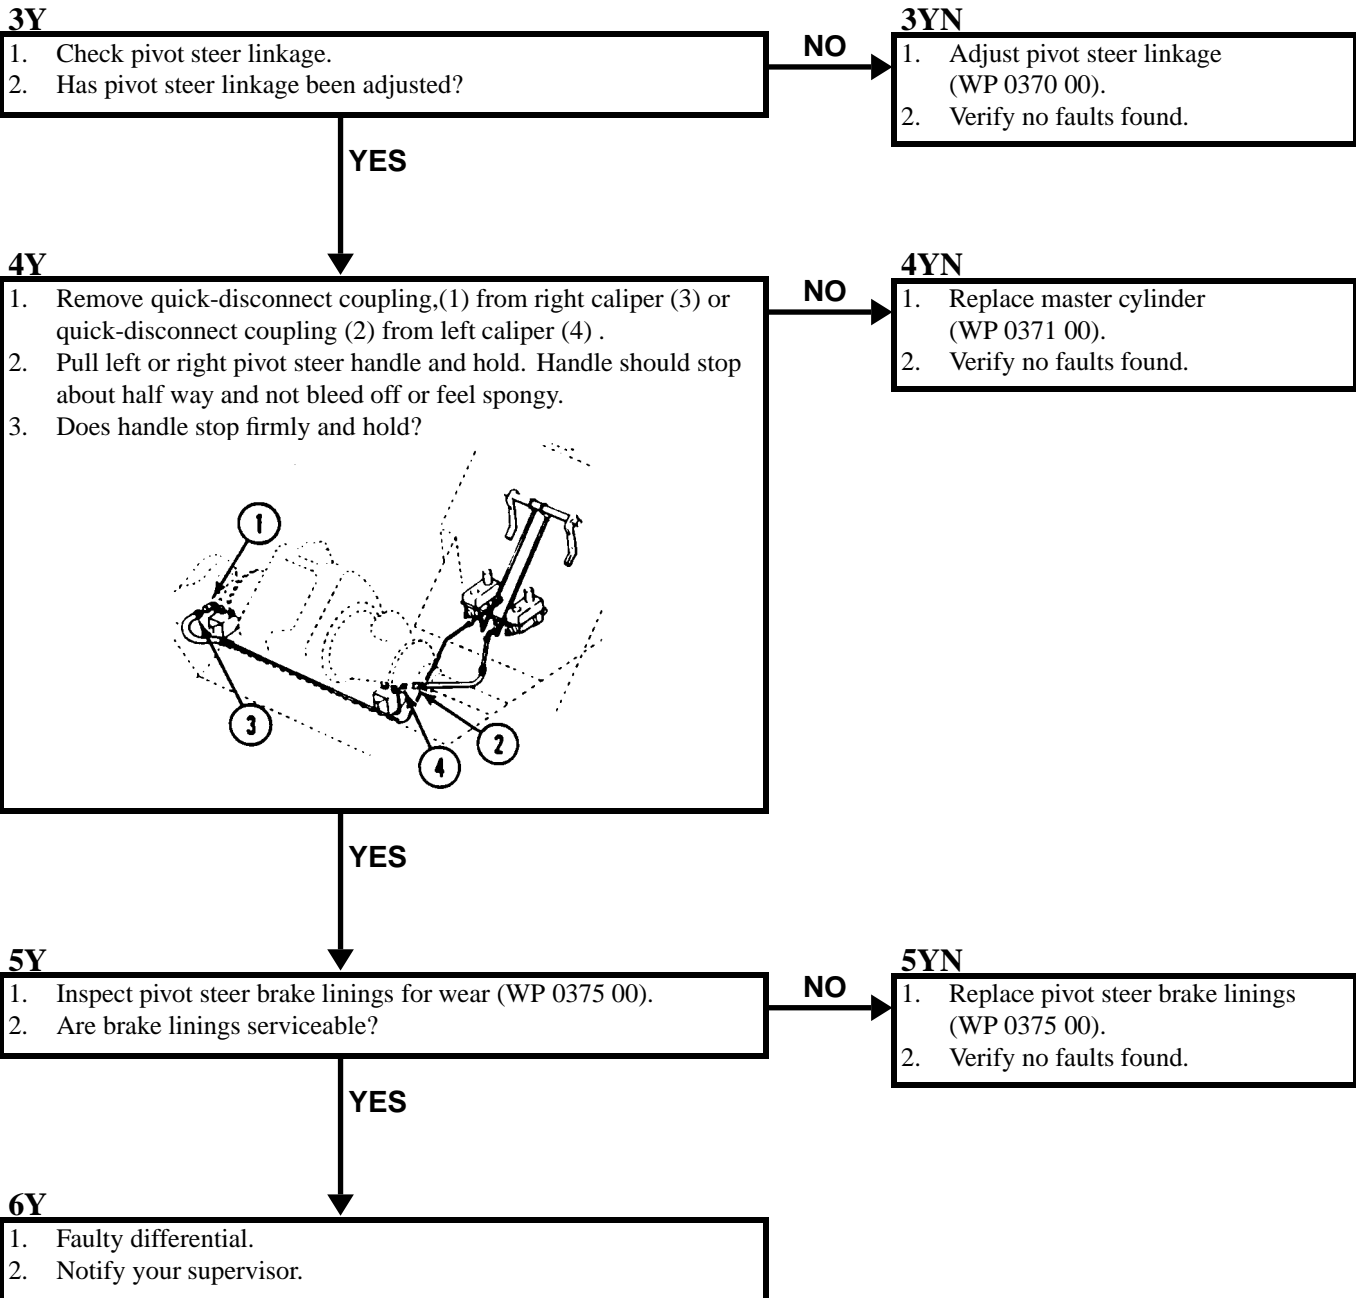 3Y
1. Check pivot steer linkage.
2. Has pivot steer linkage been adjusted?
NO
3YN
1. Adjust pivot steer linkage
(WP 0370 00).
2. Verify no faults found.
YES
4Y
1. Remove quick-disconnect coupling,(1) from right caliper (3) or
quick-disconnect coupling (2) from left caliper (4) .
2. Pull left or right pivot steer handle and hold. Handle should stop
about half way and not bleed off or feel spongy.
3. Does handle stop firmly and hold?
1
3
4
2
NO
4YN
1. Replace master cylinder
(WP 0371 00).
2. Verify no faults found.
YES
5Y
1. Inspect pivot steer brake linings for wear (WP 0375 00).
2. Are brake linings serviceable?
NO
5YN
1. Replace pivot steer brake linings
(WP 0375 00).
2. Verify no faults found.
YES
6Y
1. Faulty differential.
2. Notify your supervisor.